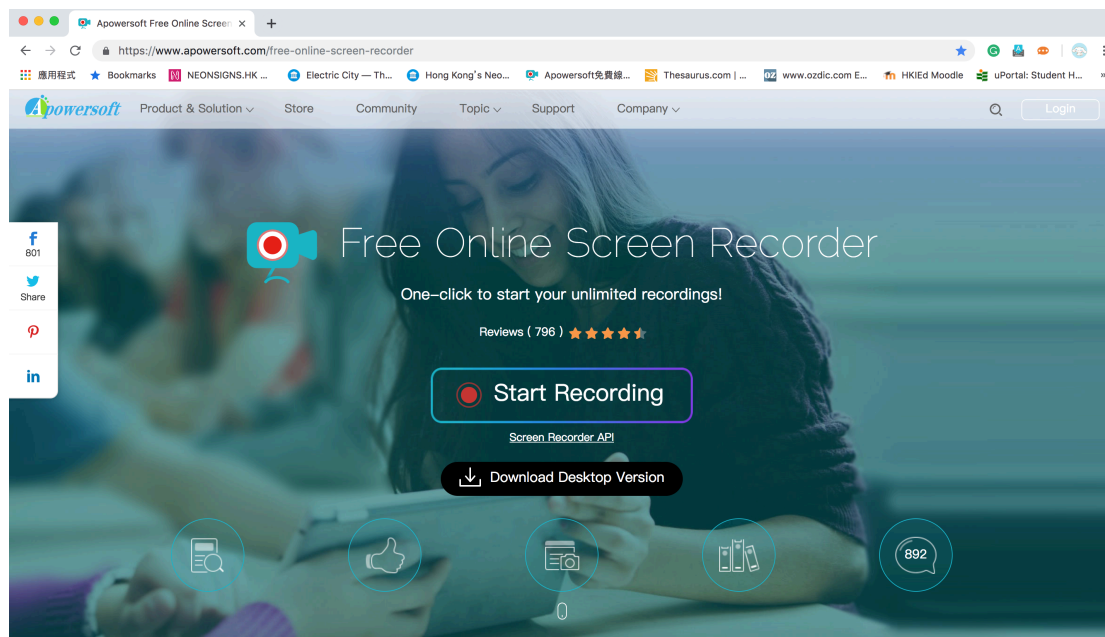 Apowersoft Free Online Screen
https://www.apowersoft.com/free-online-screen-recorder
應用程式 Bookmarks NEONSIGNS.HK ... Electric City — Th... Hong Kong's Neo... Apowersoft免費錄... Thesaurus.com | ... OZ www.ozdic.com E... HKIEd Moodle uPortal: Student H... »
Apowersoft Product & Solution Store Community Topic Support Company Login
801
Share
in
Free Online Screen Recorder
One-click to start your unlimited recordings!
Reviews ( 796 )
Start Recording
Screen Recorder API
Download Desktop Version
892